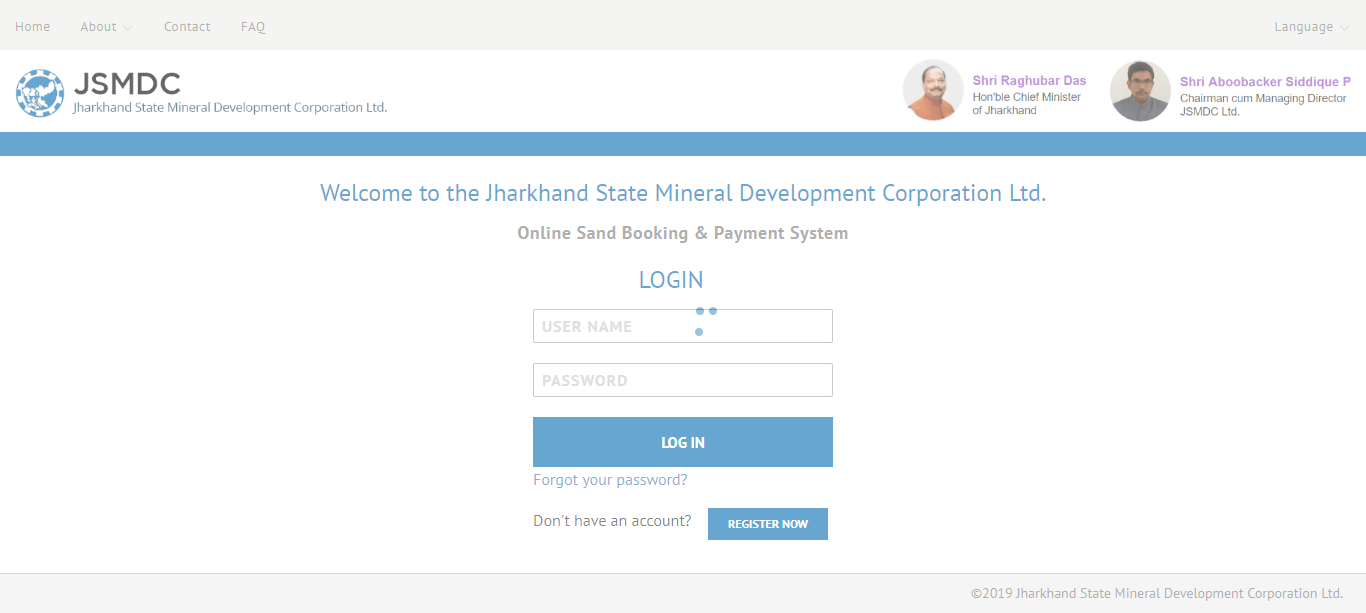 Home About Contact FAQ Language
JSMDC
Jharkhand State Mineral Development Corporation Ltd.
Shri Raghubar Das
Hon'ble Chief Minister
of Jharkhand
Shri Aboobacker Siddique P
Chairman cum Managing Director
JSMDC Ltd.
Welcome to the Jharkhand State Mineral Development Corporation Ltd.
Online Sand Booking & Payment System
LOGIN
USER NAME
PASSWORD
LOG IN
Forgot your password?
Don't have an account? REGISTER NOW
©2019 Jharkhand State Mineral Development Corporation Ltd.